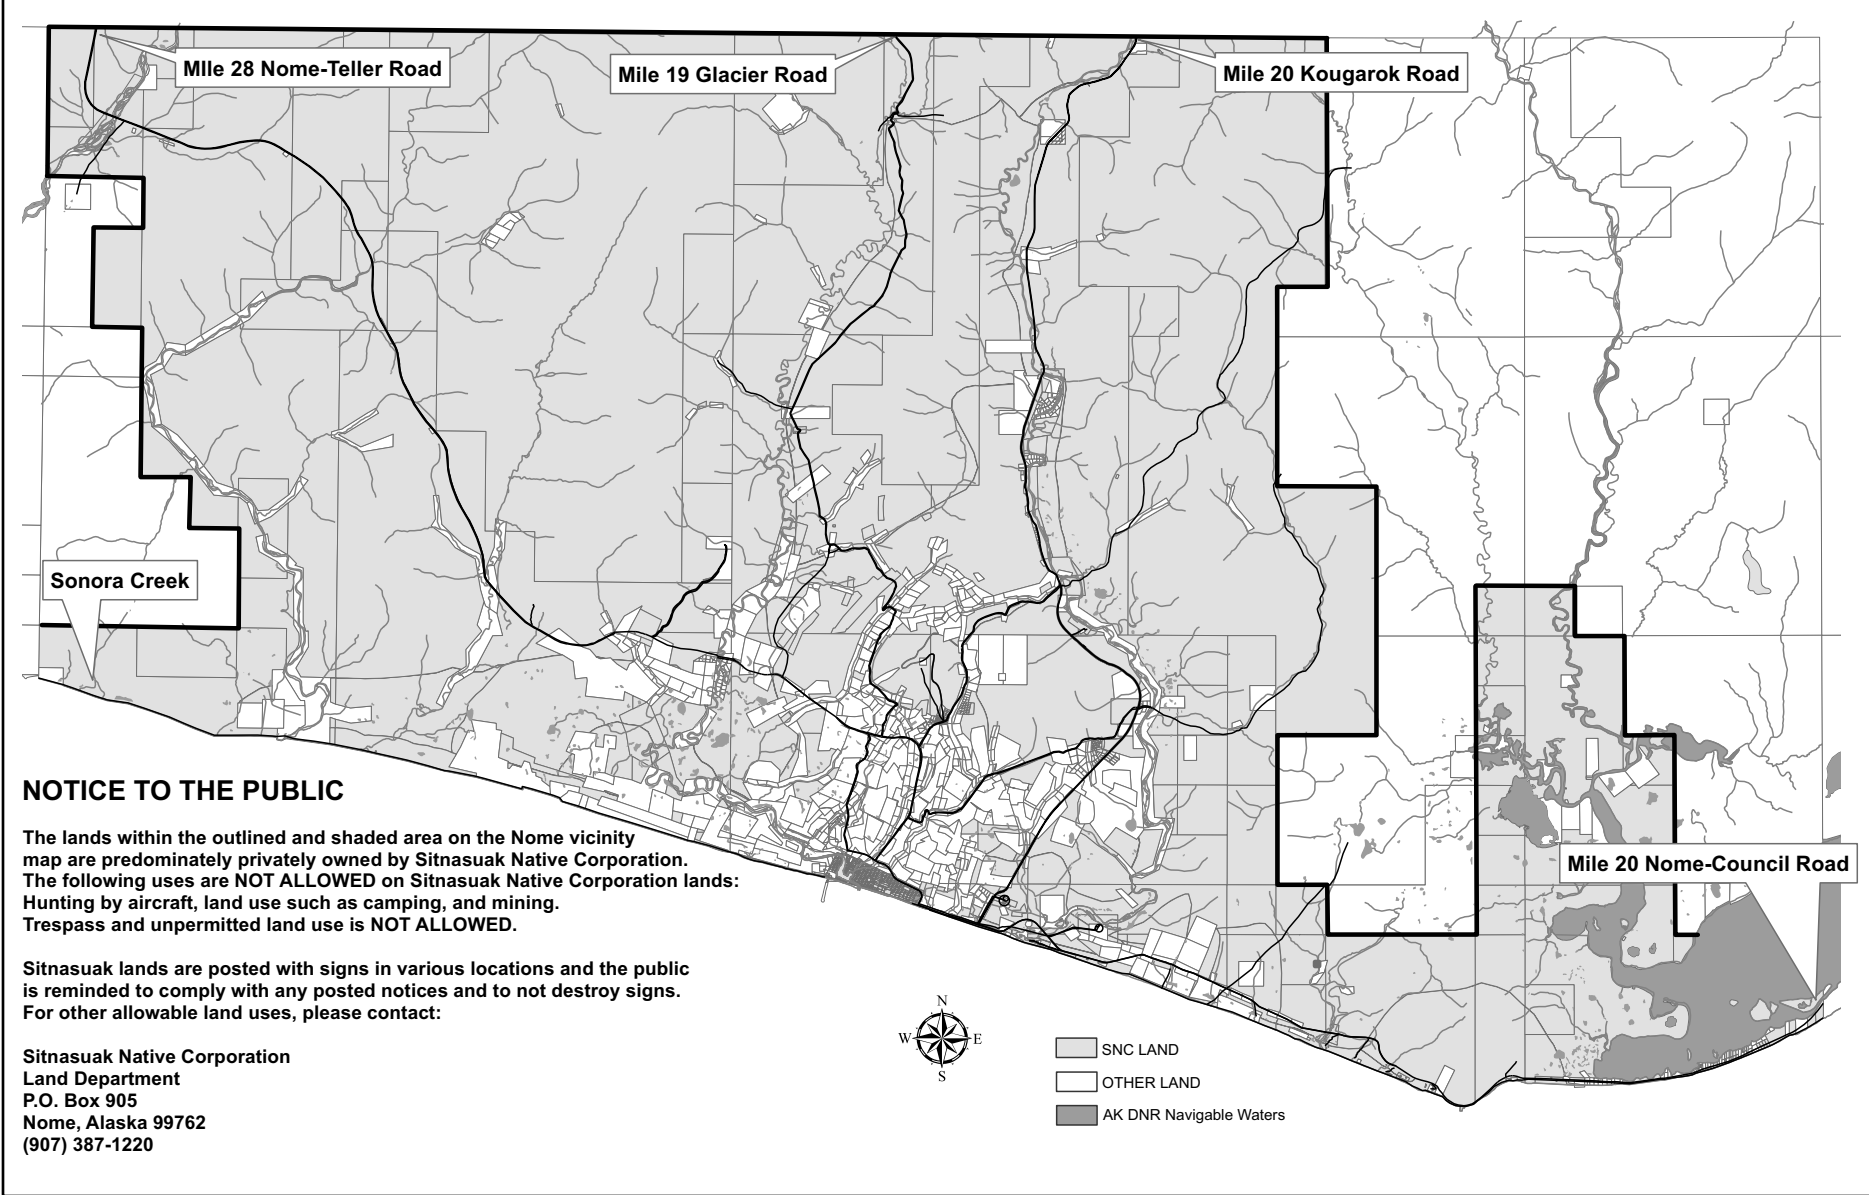 MIle 28 Nome-Teller Road
Mile 19 Glacier Road
Mile 20 Kougarok Road
Sonora Creek
Mile 20 Nome-Council Road
NOTICE TO THE PUBLIC
The lands within the outlined and shaded area on the Nome vicinity
map are predominately privately owned by Sitnasuak Native Corporation.
The following uses are NOT ALLOWED on Sitnasuak Native Corporation lands:
Hunting by aircraft, land use such as camping, and mining.
Trespass and unpermitted land use is NOT ALLOWED.
Sitnasuak lands are posted with signs in various locations and the public
is reminded to comply with any posted notices and to not destroy signs.
For other allowable land uses, please contact:
Sitnasuak Native Corporation
Land Department
P.O. Box 905
Nome, Alaska 99762
(907) 387-1220
N
W E
S
SNC LAND
OTHER LAND
AK DNR Navigable Waters